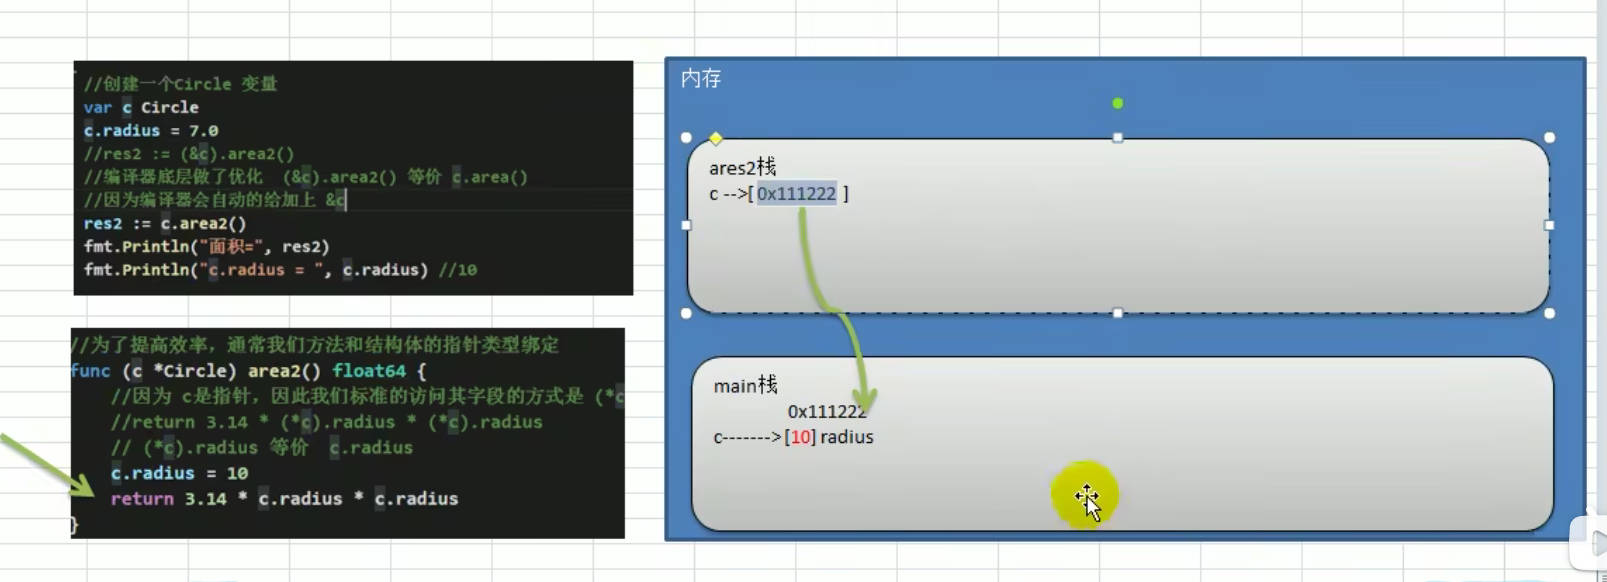 //创建一个Circle 变量
var c Circle
c.radius = 7.0
//res2 := (&c).area2()
//编译器底层做了优化  (&c).area2() 等价 c.area()
//因为编译器会自动的给加上 &c
res2 := c.area2()
fmt.Println("面积=", res2)
fmt.Println("c.radius = ", c.radius) //10
//为了提高效率，通常我们方法和结构体的指针类型绑定
func (c *Circle) area2() float64 {
//因为 c是指针，因此我们标准的访问其字段的方式是 (*c
//return 3.14 * (*c).radius * (*c).radius
// (*c).radius 等价  c.radius
c.radius = 10
return 3.14 * c.radius * c.radius
}
内存
ares2栈
c -->[ 0x111222 ]
main栈
0x111222
c------->[10] radius